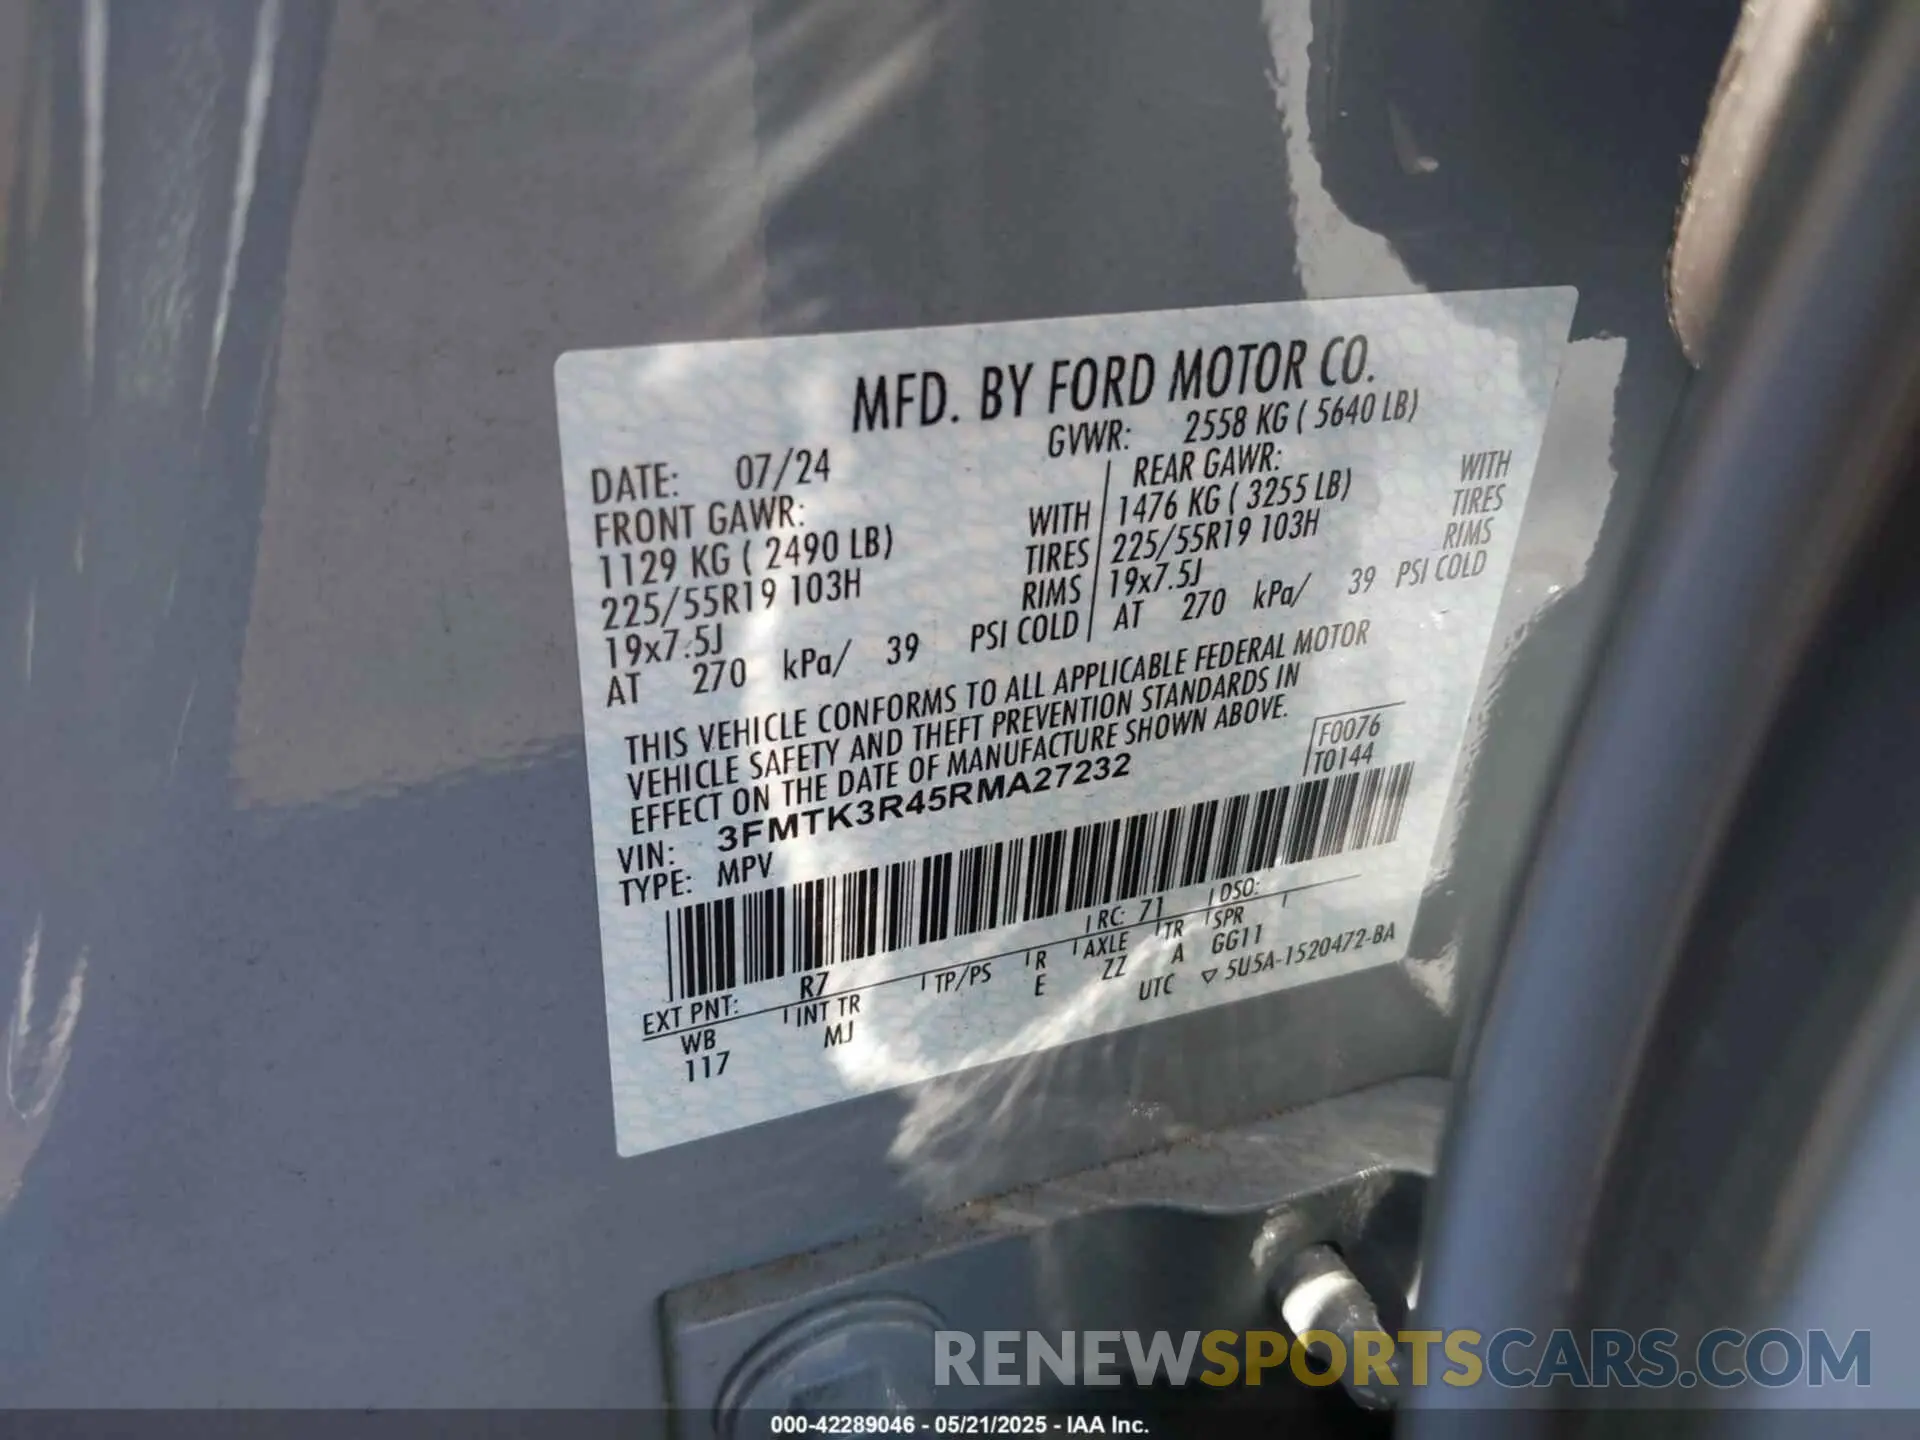 MFD. BY FORD MOTOR CO.
DATE: 07/24 GVWR: 2558 KG ( 5640 LB)
FRONT GAWR: REAR GAWR:
1129 KG ( 2490 LB) WITH 1476 KG ( 3255 LB) WITH
225/55R19 103H TIRES 225/55R19 103H TIRES
19x7.5J RIMS 19x7.5J RIMS
AT 270 kPa/ 39 PSI COLD AT 270 kPa/ 39 PSI COLD
THIS VEHICLE CONFORMS TO ALL APPLICABLE FEDERAL MOTOR
VEHICLE SAFETY AND THEFT PREVENTION STANDARDS IN
EFFECT ON THE DATE OF MANUFACTURE SHOWN ABOVE.
F0076
T0144
VIN: 3FMTK3R45RMA27232
TYPE: MPV
EXT PNT: R7 RC: 71 DSO:
WB INT TR TP/PS R AXLE TR SPR
117 MJ E ZZ A GG11
UTC ▽ 5U5A-1520472-BA
RENEWSPORTSCARS.COM
000-42289046 - 05/21/2025 - IAA Inc.